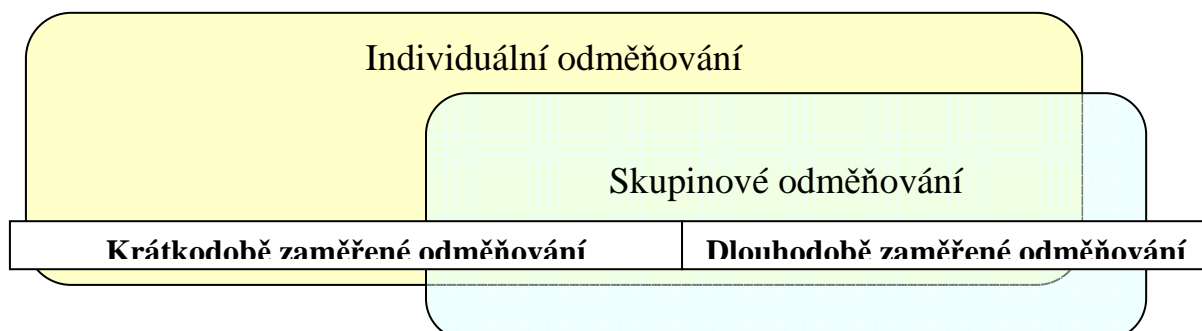 Individuální odměňování
Skupinové odměňování
Krátkodobě zaměřené odměňování
Dlouhodobě zaměřené odměňování